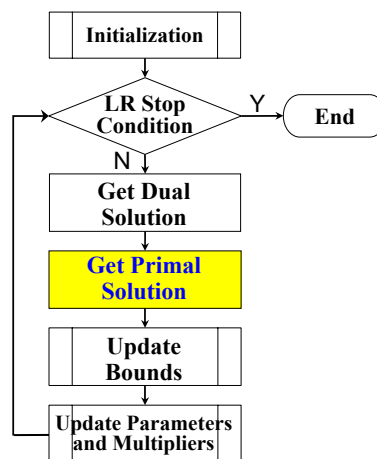 Initialization
LR Stop
Condition
Y
End
N
Get Dual
Solution
Get Primal
Solution
Update
Bounds
Update Parameters
and Multipliers